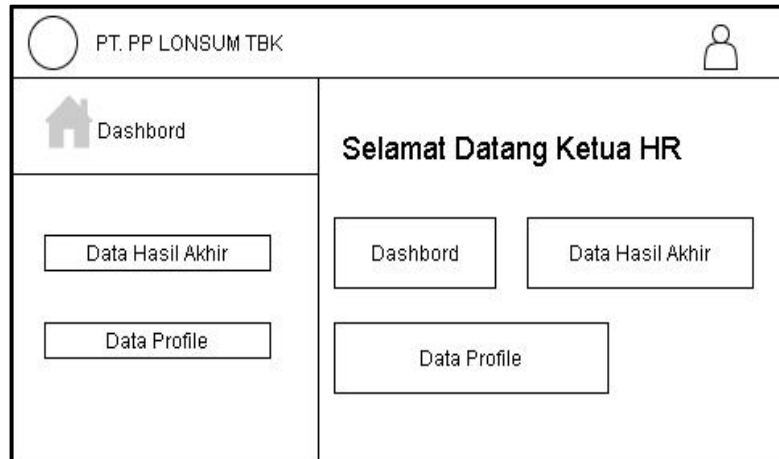 PT. PP LONSUM TBK
Dashbord
Data Hasil Akhir
Data Profile
Selamat Datang Ketua HR
Dashbord
Data Hasil Akhir
Data Profile